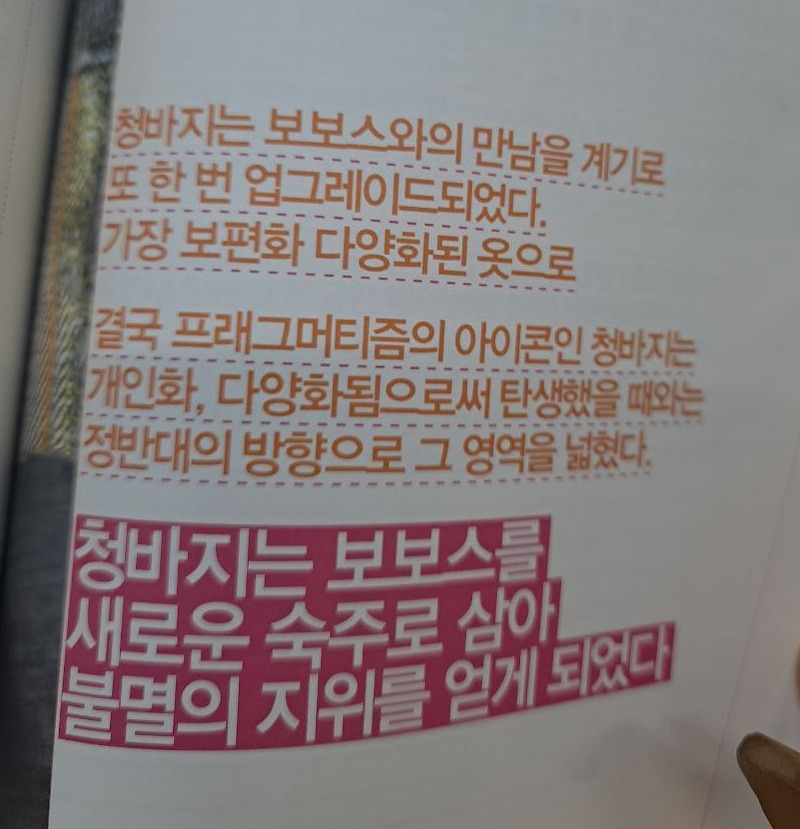 청바지는 보보스와의 만남을 계기로
또 한 번 업그레이드되었다.
가장 보편화 다양화된 옷으로
결국 프래그머티즘의 아이콘인 청바지는
개인화, 다양화됨으로써 탄생했을 때와는
정반대의 방향으로 그 영역을 넓혔다.
청바지는 보보스를
새로운 숙주로 삼아
불멸의 지위를 얻게 되었다